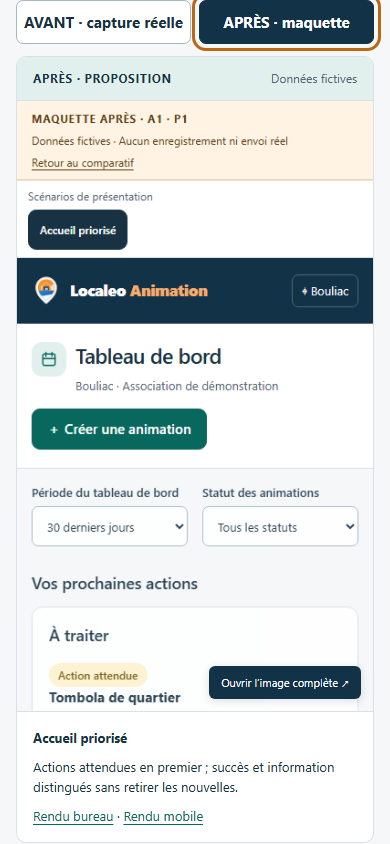 AVANT · capture réelle
APRÈS · maquette
APRÈS · PROPOSITION
Données fictives
MAQUETTE APRÈS · A1 · P1
Données fictives · Aucun enregistrement ni envoi réel
Retour au comparatif
Scénarios de présentation
Accueil priorisé
Localeo Animation
Bouliac
Tableau de bord
Bouliac · Association de démonstration
+ Créer une animation
Période du tableau de bord
Statut des animations
30 derniers jours
Tous les statuts
Vos prochaines actions
À traiter
Action attendue
Ouvrir l'image complète ↗
Tombola de quartier
Accueil priorisé
Actions attendues en premier ; succès et information
distingués sans retirer les nouvelles.
Rendu bureau · Rendu mobile